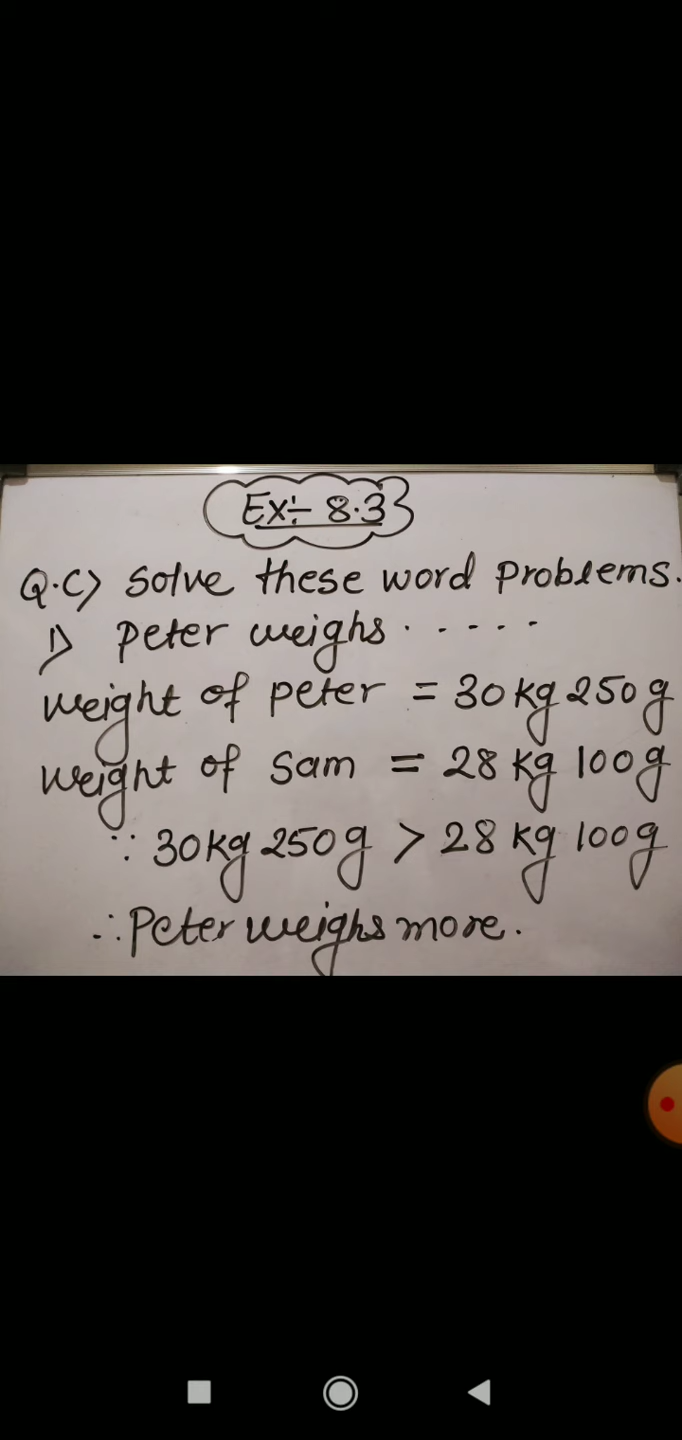 Ex÷ 8.3
Q.C) Solve these word Problems.
1) Peter weighs . - - - -
weight of peter = 30 kg 250 g
weight of Sam = 28 kg 100 g
∵ 30 kg 250 g > 28 kg 100 g
∴ Peter weighs more.